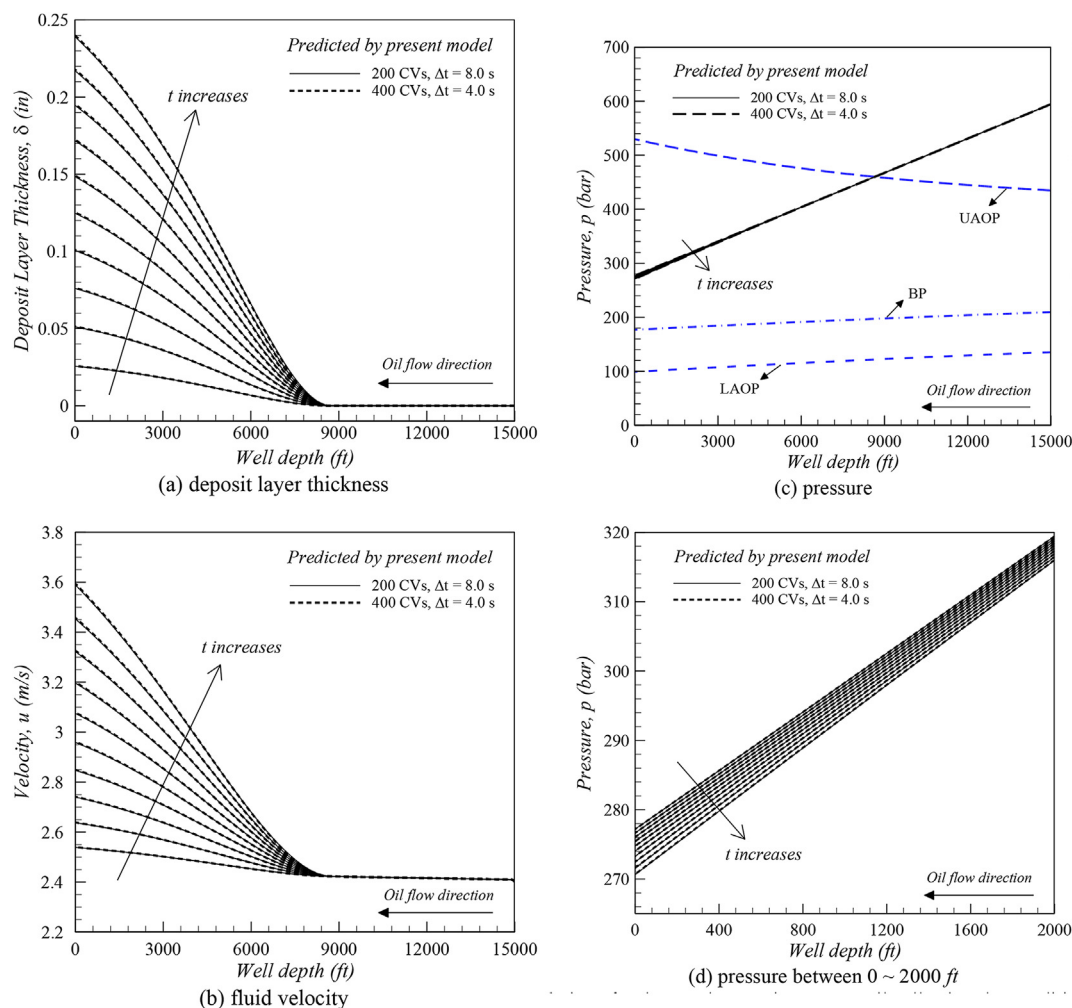 0.25
0.2
0.15
0.1
0.05
0
Deposit Layer Thickness, δ (in)
Predicted by present model
200 CVs, Δt = 8.0 s
400 CVs, Δt = 4.0 s
t increases
Oil flow direction
0 3000 6000 9000 12000 15000
Well depth (ft)
(a) deposit layer thickness
700
600
500
400
300
200
100
0
Pressure, p (bar)
Predicted by present model
200 CVs, Δt = 8.0 s
400 CVs, Δt = 4.0 s
UAOP
t increases
BP
LAOP
Oil flow direction
0 3000 6000 9000 12000 15000
Well depth (ft)
(c) pressure
3.8
3.6
3.4
3.2
3
2.8
2.6
2.4
2.2
Velocity, u (m/s)
Predicted by present model
200 CVs, Δt = 8.0 s
400 CVs, Δt = 4.0 s
t increases
Oil flow direction
0 3000 6000 9000 12000 15000
Well depth (ft)
(b) fluid velocity
320
310
300
290
280
270
Pressure, p (bar)
Predicted by present model
200 CVs, Δt = 8.0 s
400 CVs, Δt = 4.0 s
t increases
Oil flow direction
0 400 800 1200 1600 2000
Well depth (ft)
(d) pressure between 0 ~ 2000 ft